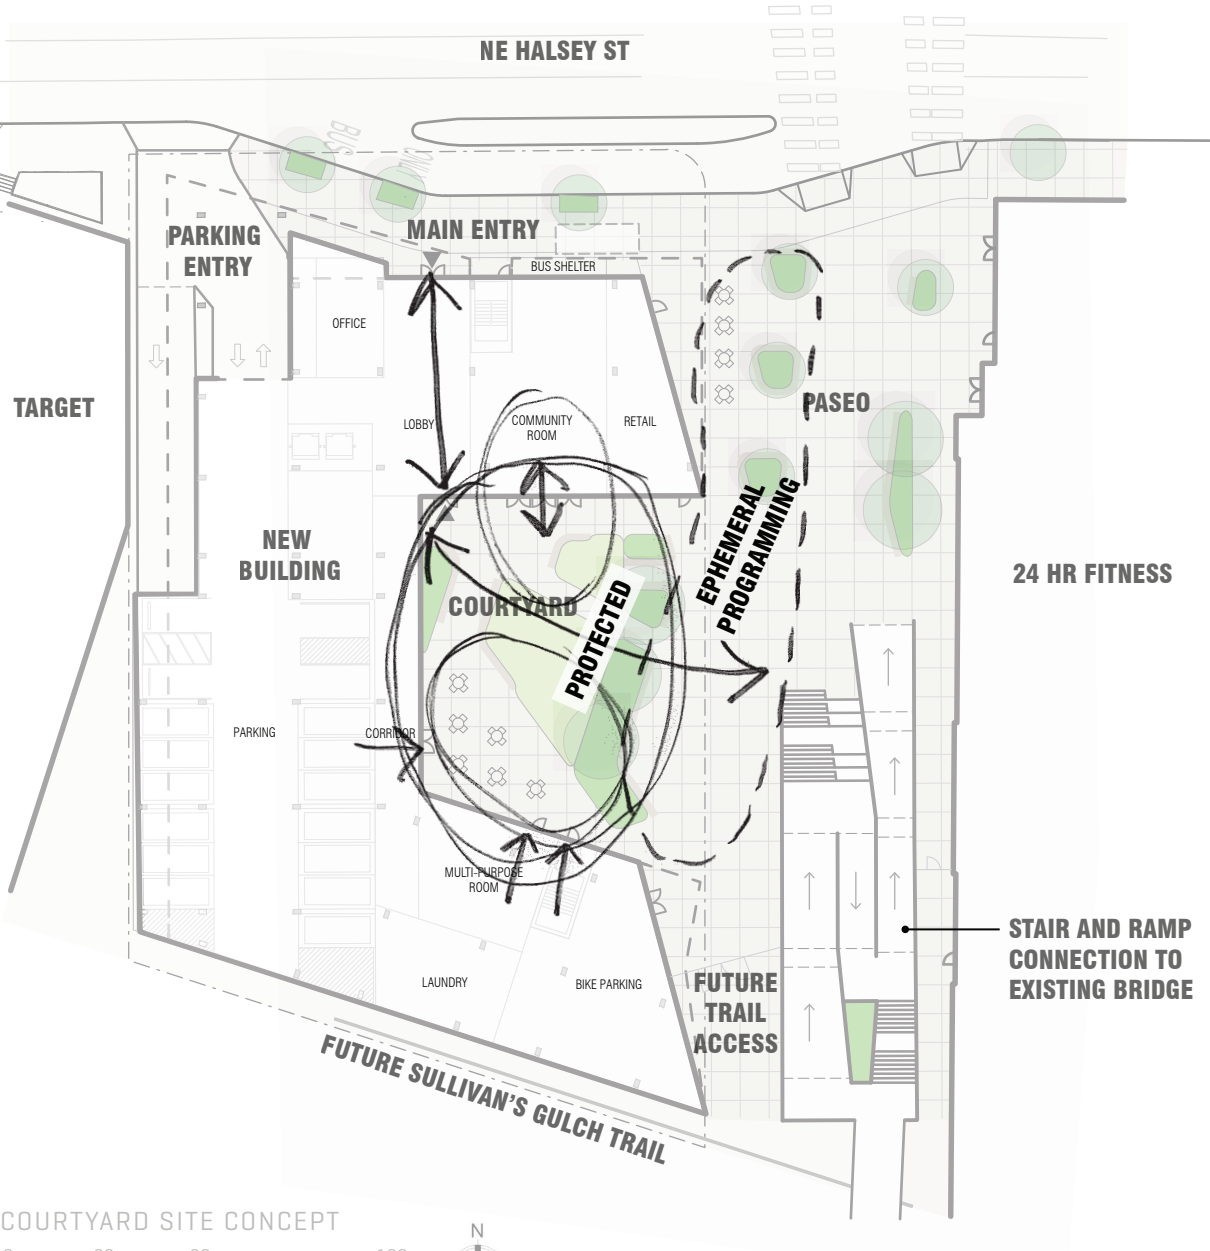 NE HALSEY ST
BUS
MAIN ENTRY
PARKING
ENTRY
BUS SHELTER
OFFICE
TARGET
LOBBY
COMMUNITY
ROOM
RETAIL
PASEO
EPHEMERAL
PROGRAMMING
NEW
BUILDING
24 HR FITNESS
COURTYARD
PROTECTED
PARKING
CORRIDOR
MULTI-PURPOSE
ROOM
STAIR AND RAMP
CONNECTION TO
EXISTING BRIDGE
LAUNDRY
BIKE PARKING
FUTURE
TRAIL
ACCESS
FUTURE SULLIVAN'S GULCH TRAIL
COURTYARD SITE CONCEPT
N